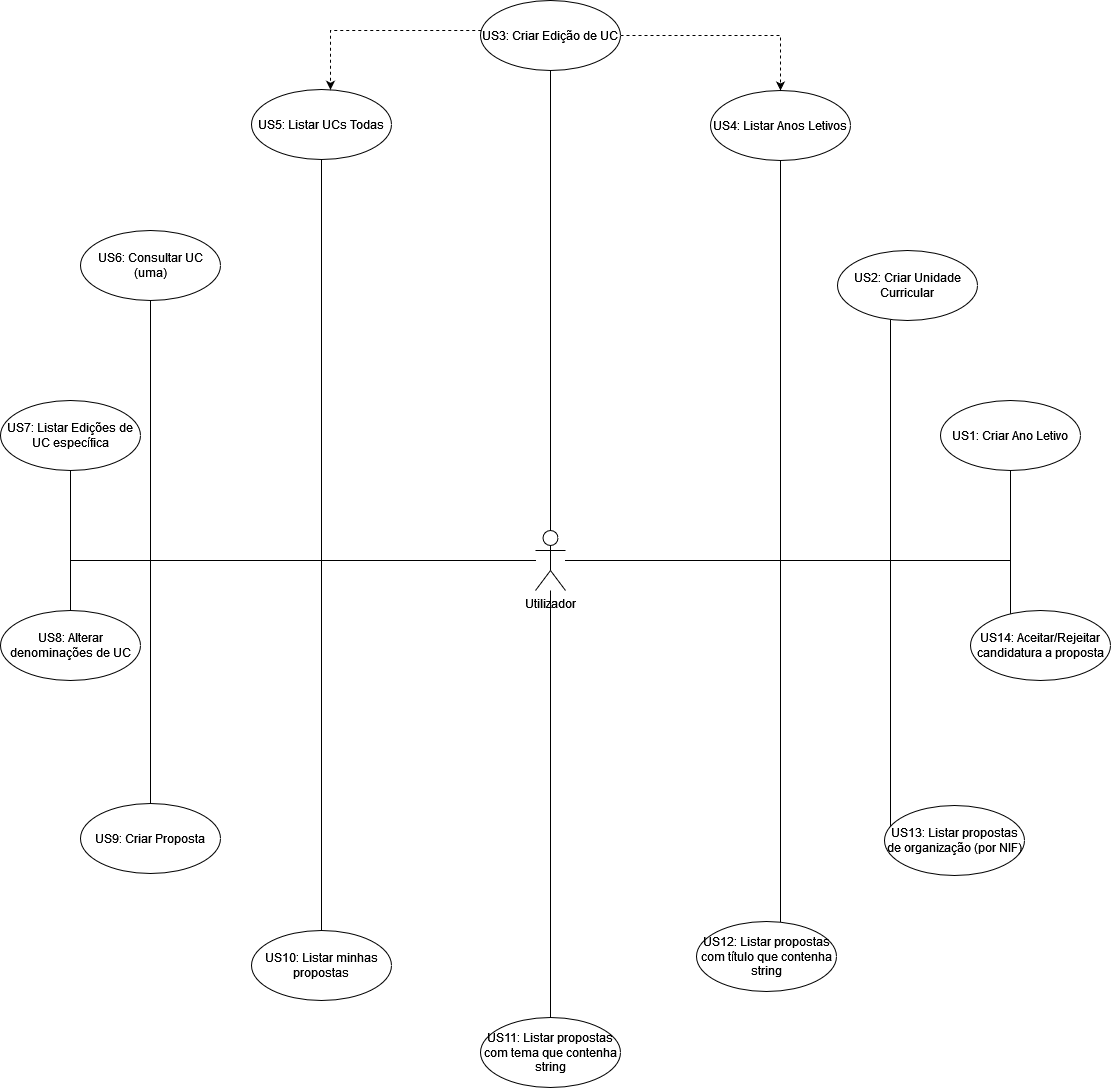 US3: Criar Edição de UC
US5: Listar UCs Todas
US4: Listar Anos Letivos
US6: Consultar UC
(uma)
US2: Criar Unidade
Curricular
US7: Listar Edições de
UC específica
US1: Criar Ano Letivo
Utilizador
US8: Alterar
denominações de UC
US14: Aceitar/Rejeitar
candidatura a proposta
US9: Criar Proposta
US13: Listar propostas
de organização (por NIF)
US10: Listar minhas
propostas
US12: Listar propostas
com título que contenha
string
US11: Listar propostas
com tema que contenha
string